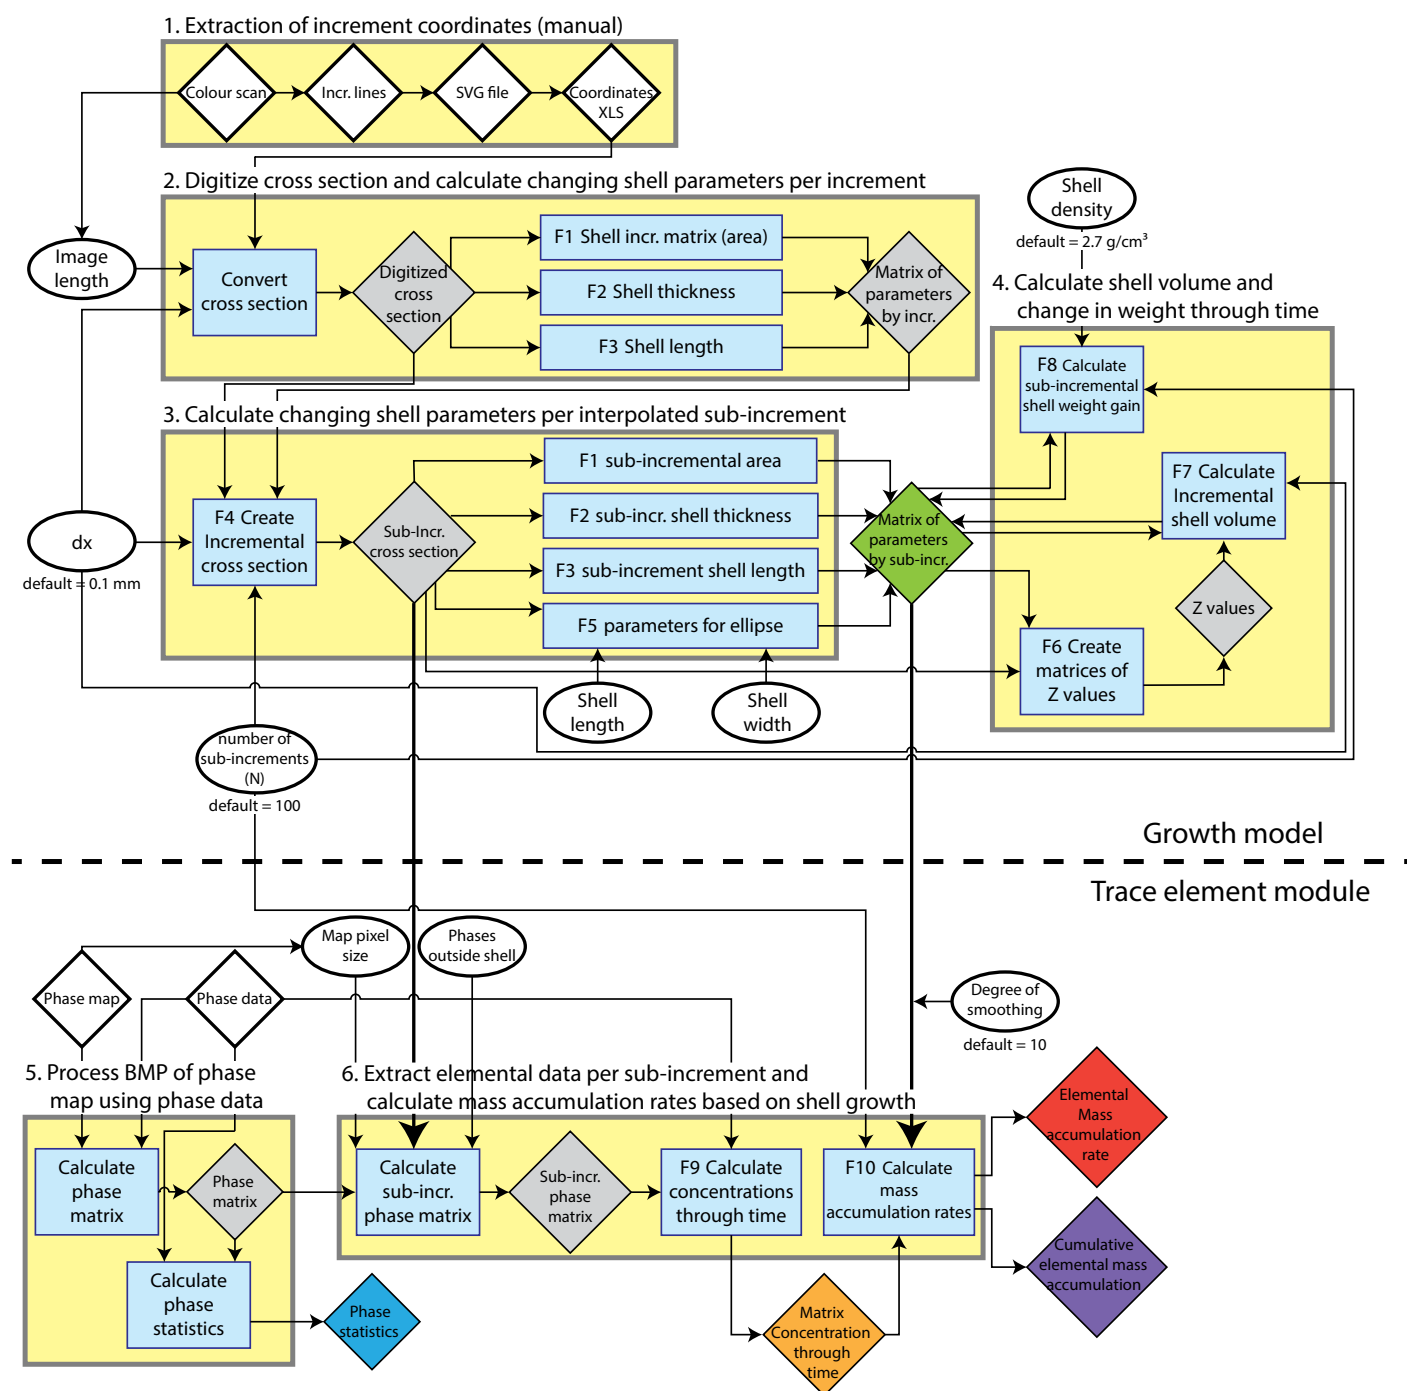 1. Extraction of increment coordinates (manual)
Colour scan
Incr. lines
SVG file
Coordinates
XLS
2. Digitize cross section and calculate changing shell parameters per increment
Image
length
Convert
cross section
Digitized
cross
section
F1 Shell incr. matrix (area)
F2 Shell thickness
F3 Shell length
Matrix of
parameters
by incr.
Shell
density
default = 2.7 g/cm³
4. Calculate shell volume and
change in weight through time
F8 Calculate
sub-incremental
shell weight gain
F7 Calculate
Incremental
shell volume
Z values
F6 Create
matrices of
Z values
3. Calculate changing shell parameters per interpolated sub-increment
dx
default = 0.1 mm
F4 Create
Incremental
cross section
Sub-Incr.
cross section
F1 sub-incremental area
F2 sub-incr. shell thickness
F3 sub-increment shell length
F5 parameters for ellipse
Matrix of
parameters
by sub-incr.
Shell
length
Shell
width
number of
sub-increments
(N)
default = 100
Growth model
Trace element module
Map pixel
size
Phases
outside shell
Phase map
Phase data
Degree of
smoothing
default = 10
5. Process BMP of phase
map using phase data
Calculate
phase
matrix
Phase
matrix
Calculate
phase
statistics
Phase
statistics
6. Extract elemental data per sub-increment and
calculate mass accumulation rates based on shell growth
Calculate
sub-incr.
phase matrix
Sub-incr.
phase
matrix
F9 Calculate
concentrations
through time
F10 Calculate
mass
accumulation rates
Matrix
Concentration
through
time
Elemental
Mass
accumulation
rate
Cumulative
elemental mass
accumulation